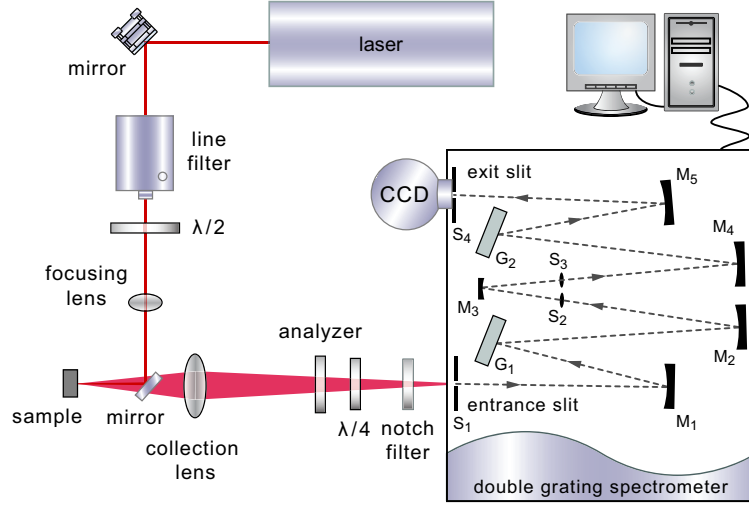 laser
mirror
line
filter
λ/2
focusing
lens
sample
mirror
collection
lens
analyzer
λ/4
notch
filter
CCD
exit slit
S4
G2
M5
M4
S3
M3
S2
M2
G1
entrance slit
S1
M1
double grating spectrometer